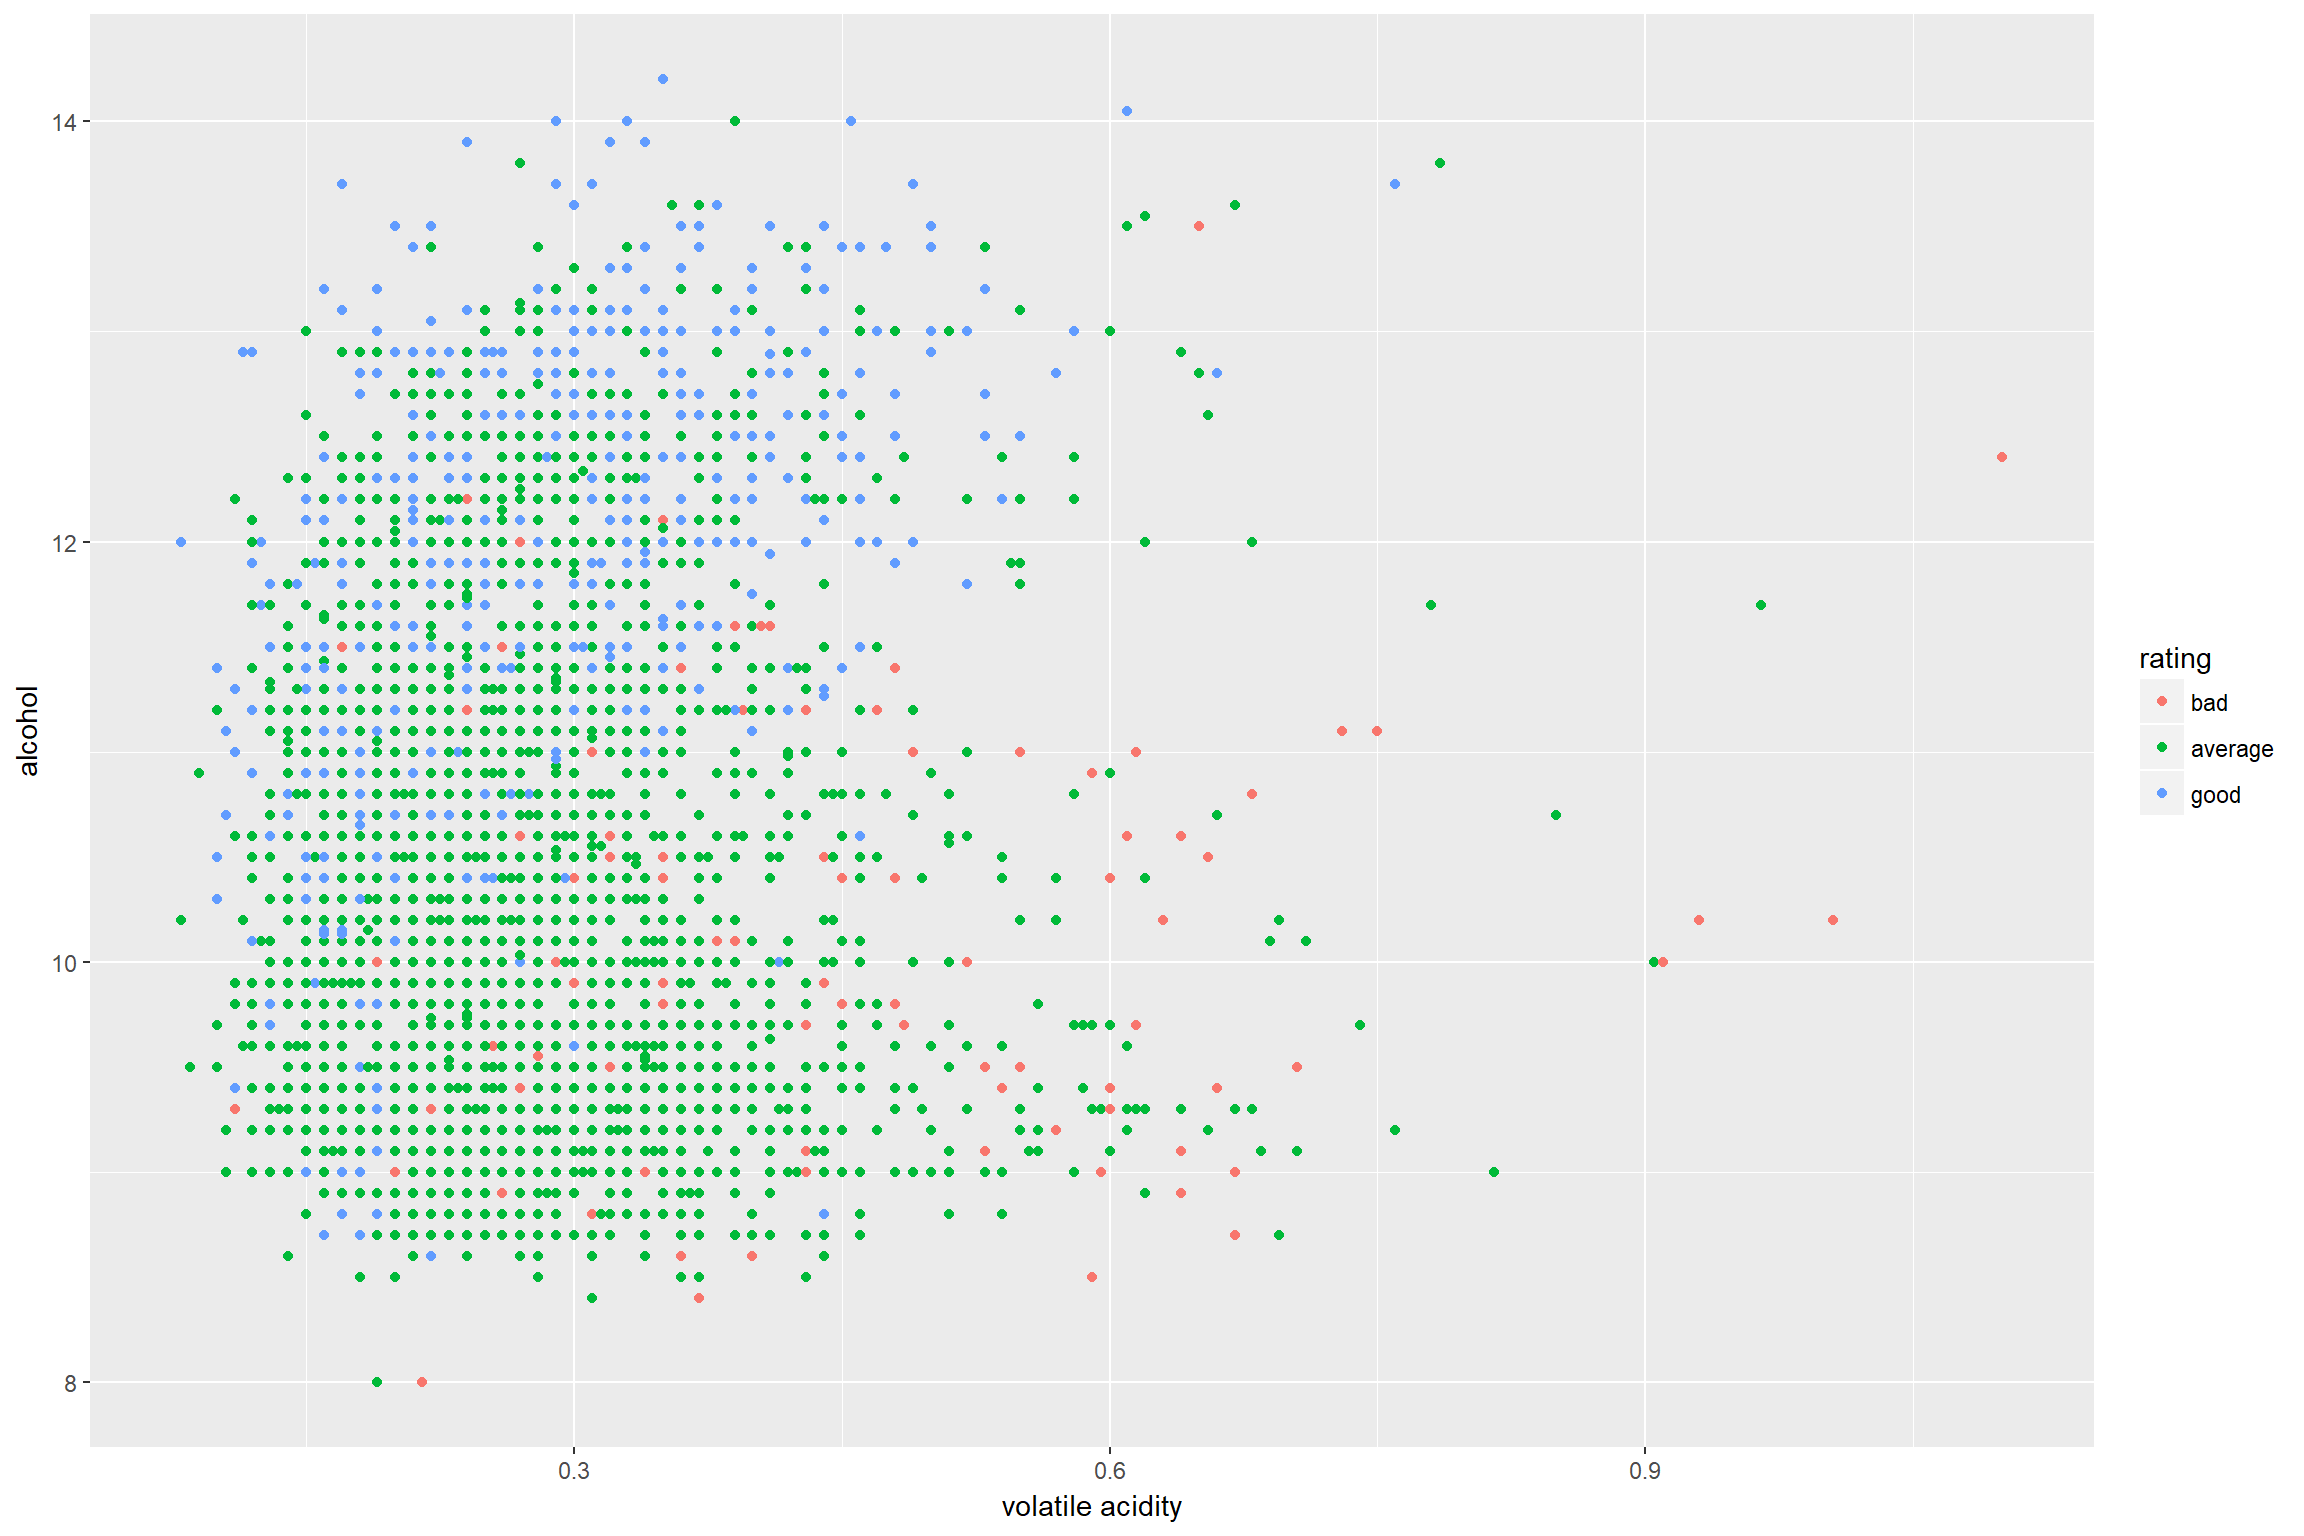 14
12
10
8
alcohol
0.3 0.6 0.9
volatile acidity
rating
bad
average
good